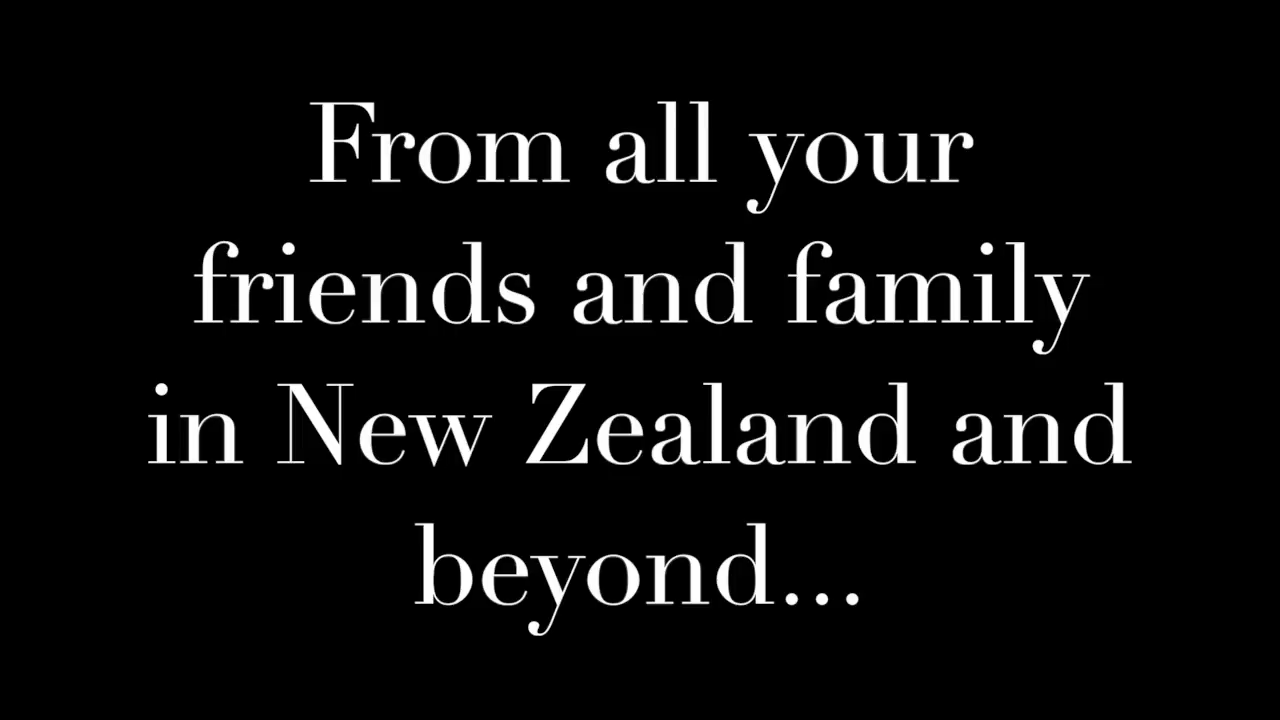 From all your
friends and family
in New Zealand and
beyond...